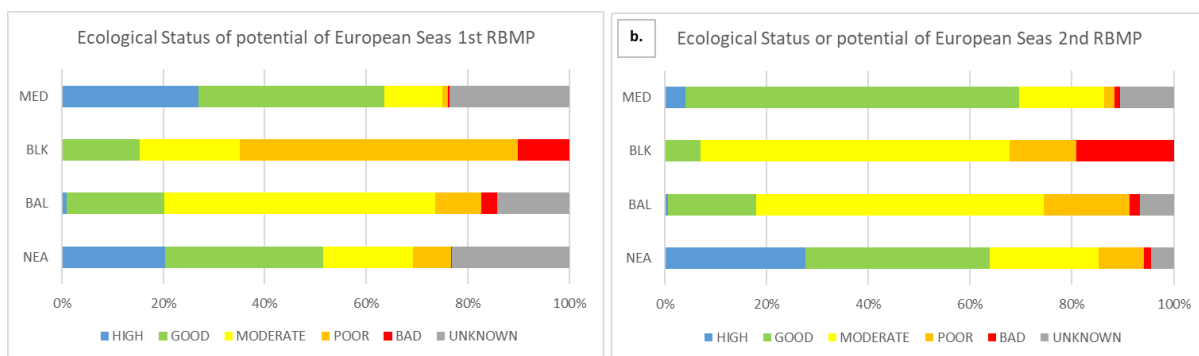 Ecological Status of potential of European Seas 1st RBMP
MED
BLK
BAL
NEA
0% 20% 40% 60% 80% 100%
HIGH GOOD MODERATE POOR BAD UNKNOWN
b.
Ecological Status or potential of European Seas 2nd RBMP
MED
BLK
BAL
NEA
0% 20% 40% 60% 80% 100%
HIGH GOOD MODERATE POOR BAD UNKNOWN